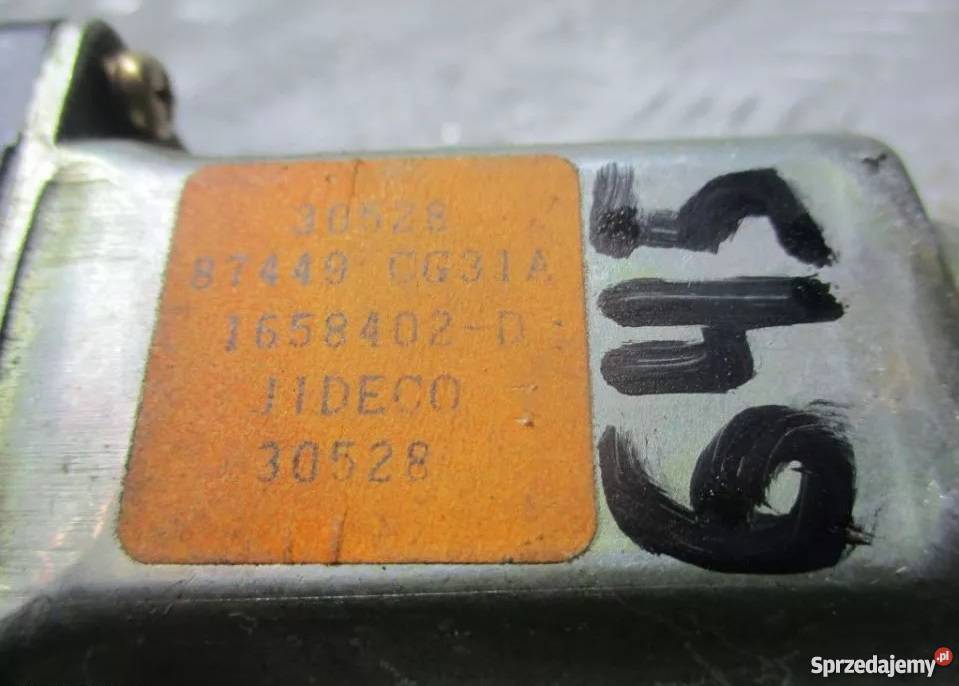 30528
87449 CG31A
1658402-D
JIDECO
30528
645
Sprzedajemy.pl